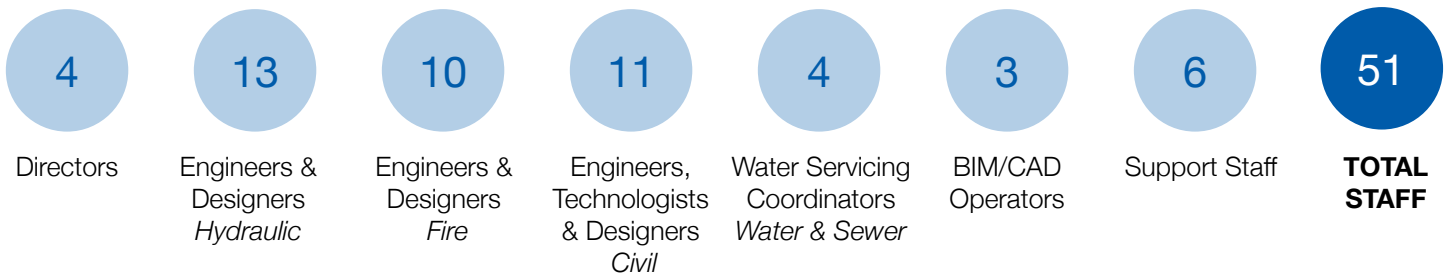 4
Directors
13
Engineers &
Designers
Hydraulic
10
Engineers &
Designers
Fire
11
Engineers,
Technologists
& Designers
Civil
4
Water Servicing
Coordinators
Water & Sewer
3
BIM/CAD
Operators
6
Support Staff
51
TOTAL
STAFF